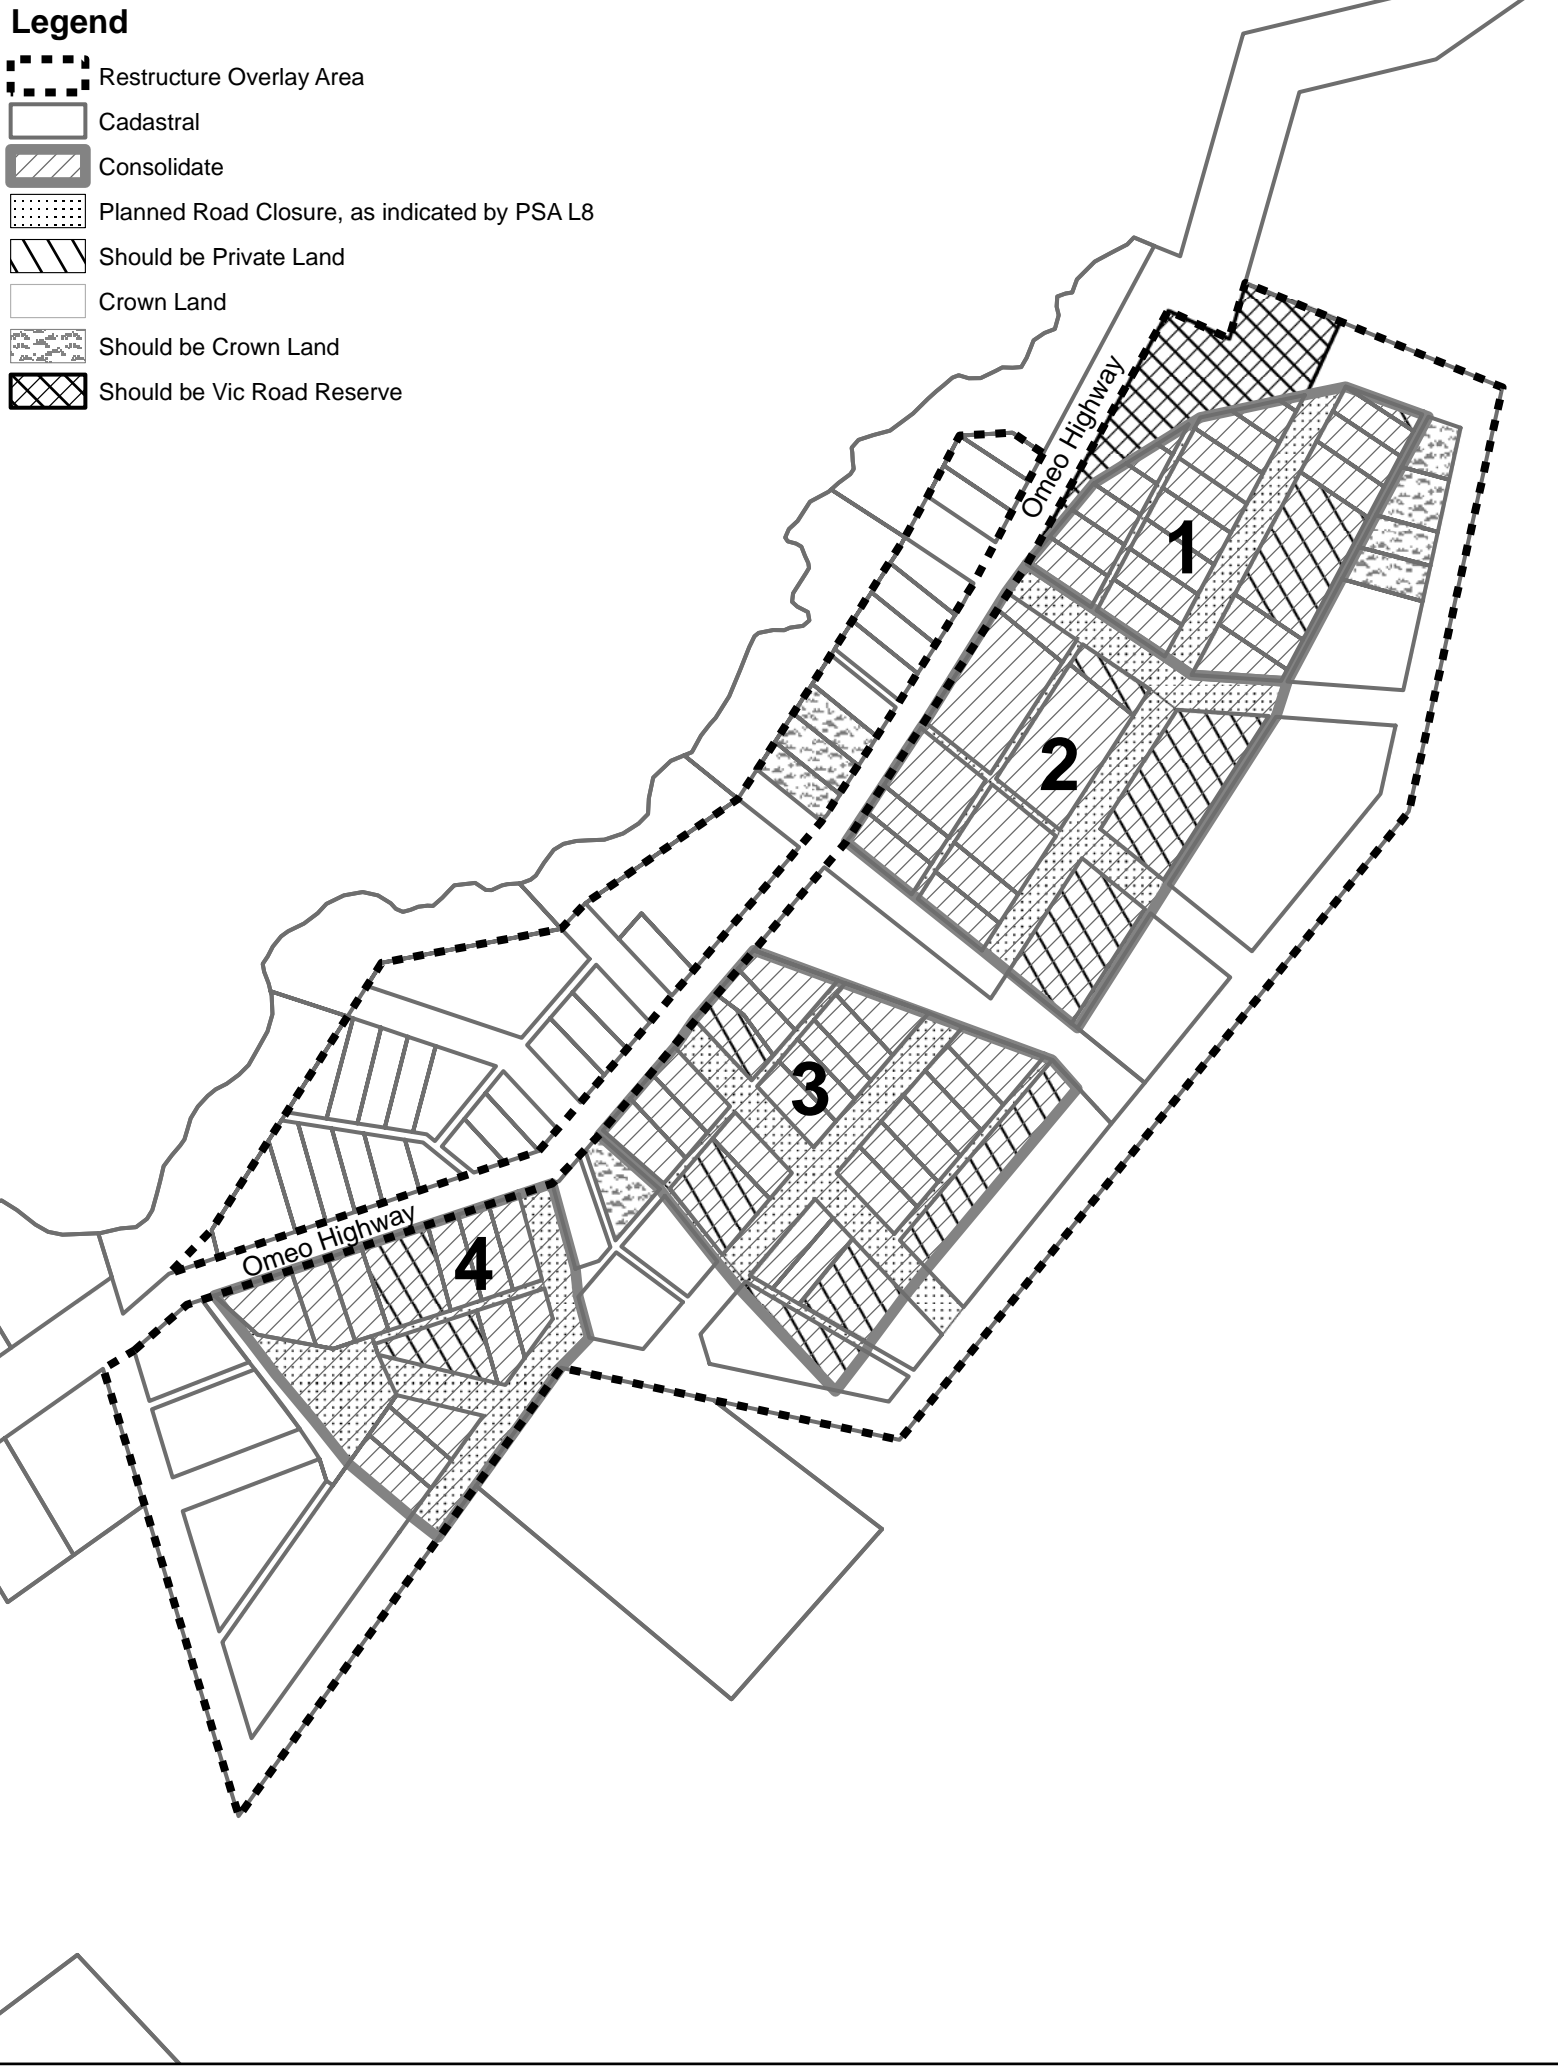 Legend
Restructure Overlay Area
Cadastral
Consolidate
Planned Road Closure, as indicated by PSA L8
Should be Private Land
Crown Land
Should be Crown Land
Should be Vic Road Reserve
Omeo Highway
1
2
3
4
Omeo Highway